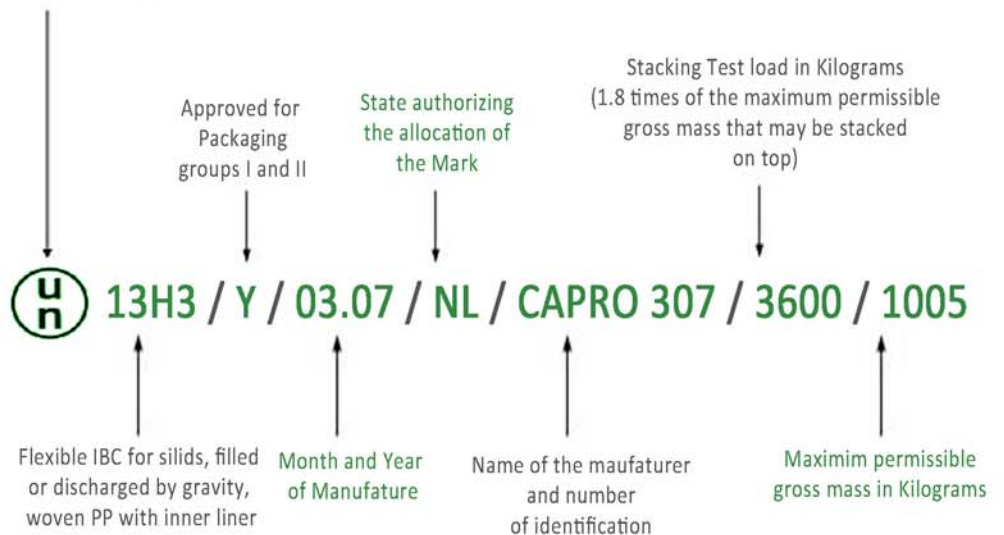 Stacking Test load in Kilograms
(1.8 times of the maximum permissible
gross mass that may be stacked
on top)
Approved for
Packaging
groups I and II
State authorizing
the allocation of
the Mark
u
n
13H3 / Y / 03.07 / NL / CAPRO 307 / 3600 / 1005
Flexible IBC for silids, filled
or discharged by gravity,
woven PP with inner liner
Month and Year
of Manufature
Name of the maufaturer
and number
of identification
Maximim permissible
gross mass in Kilograms